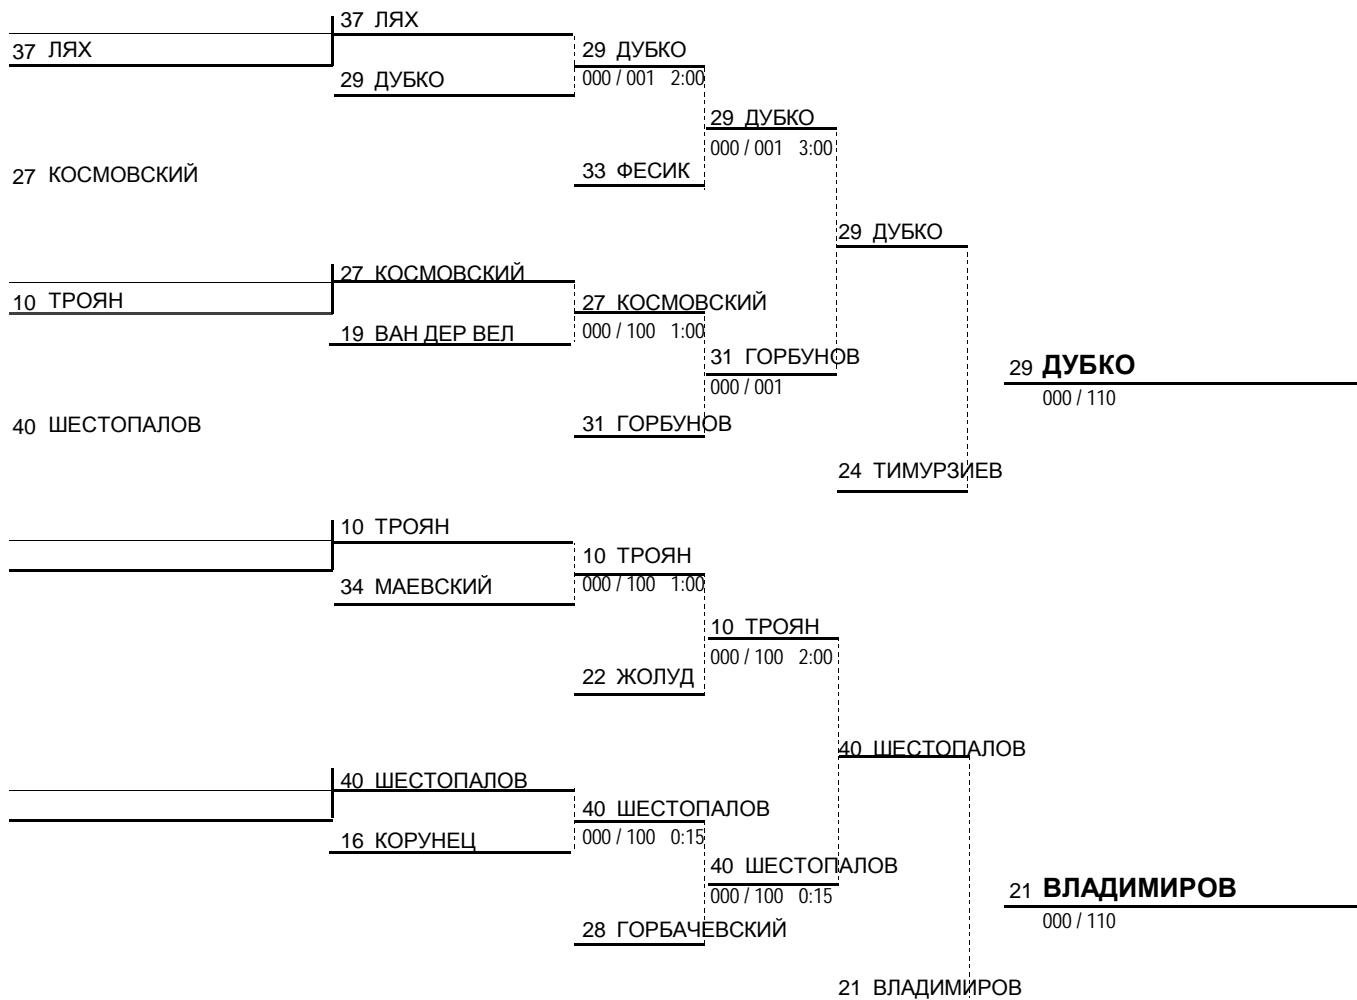 37 ЛЯХ
37 ЛЯХ
29 ДУБКО
29 ДУБКО
000 / 001 2:00
29 ДУБКО
000 / 001 3:00
27 КОСМОВСКИЙ
33 ФЕСИК
29 ДУБКО
27 КОСМОВСКИЙ
10 ТРОЯН
27 КОСМОВСКИЙ
19 ВАН ДЕР ВЕЛ
000 / 100 1:00
31 ГОРБУНОВ
29 ДУБКО
000 / 001
000 / 110
40 ШЕСТОПАЛОВ
31 ГОРБУНОВ
24 ТИМУРЗИЕВ
10 ТРОЯН
10 ТРОЯН
34 МАЕВСКИЙ
000 / 100 1:00
10 ТРОЯН
000 / 100 2:00
22 ЖОЛУД
40 ШЕСТОПАЛОВ
40 ШЕСТОПАЛОВ
40 ШЕСТОПАЛОВ
16 КОРУНЕЦ
000 / 100 0:15
40 ШЕСТОПАЛОВ
000 / 100 0:15
21 ВЛАДИМИРОВ
000 / 110
28 ГОРБАЧЕВСКИЙ
21 ВЛАДИМИРОВ